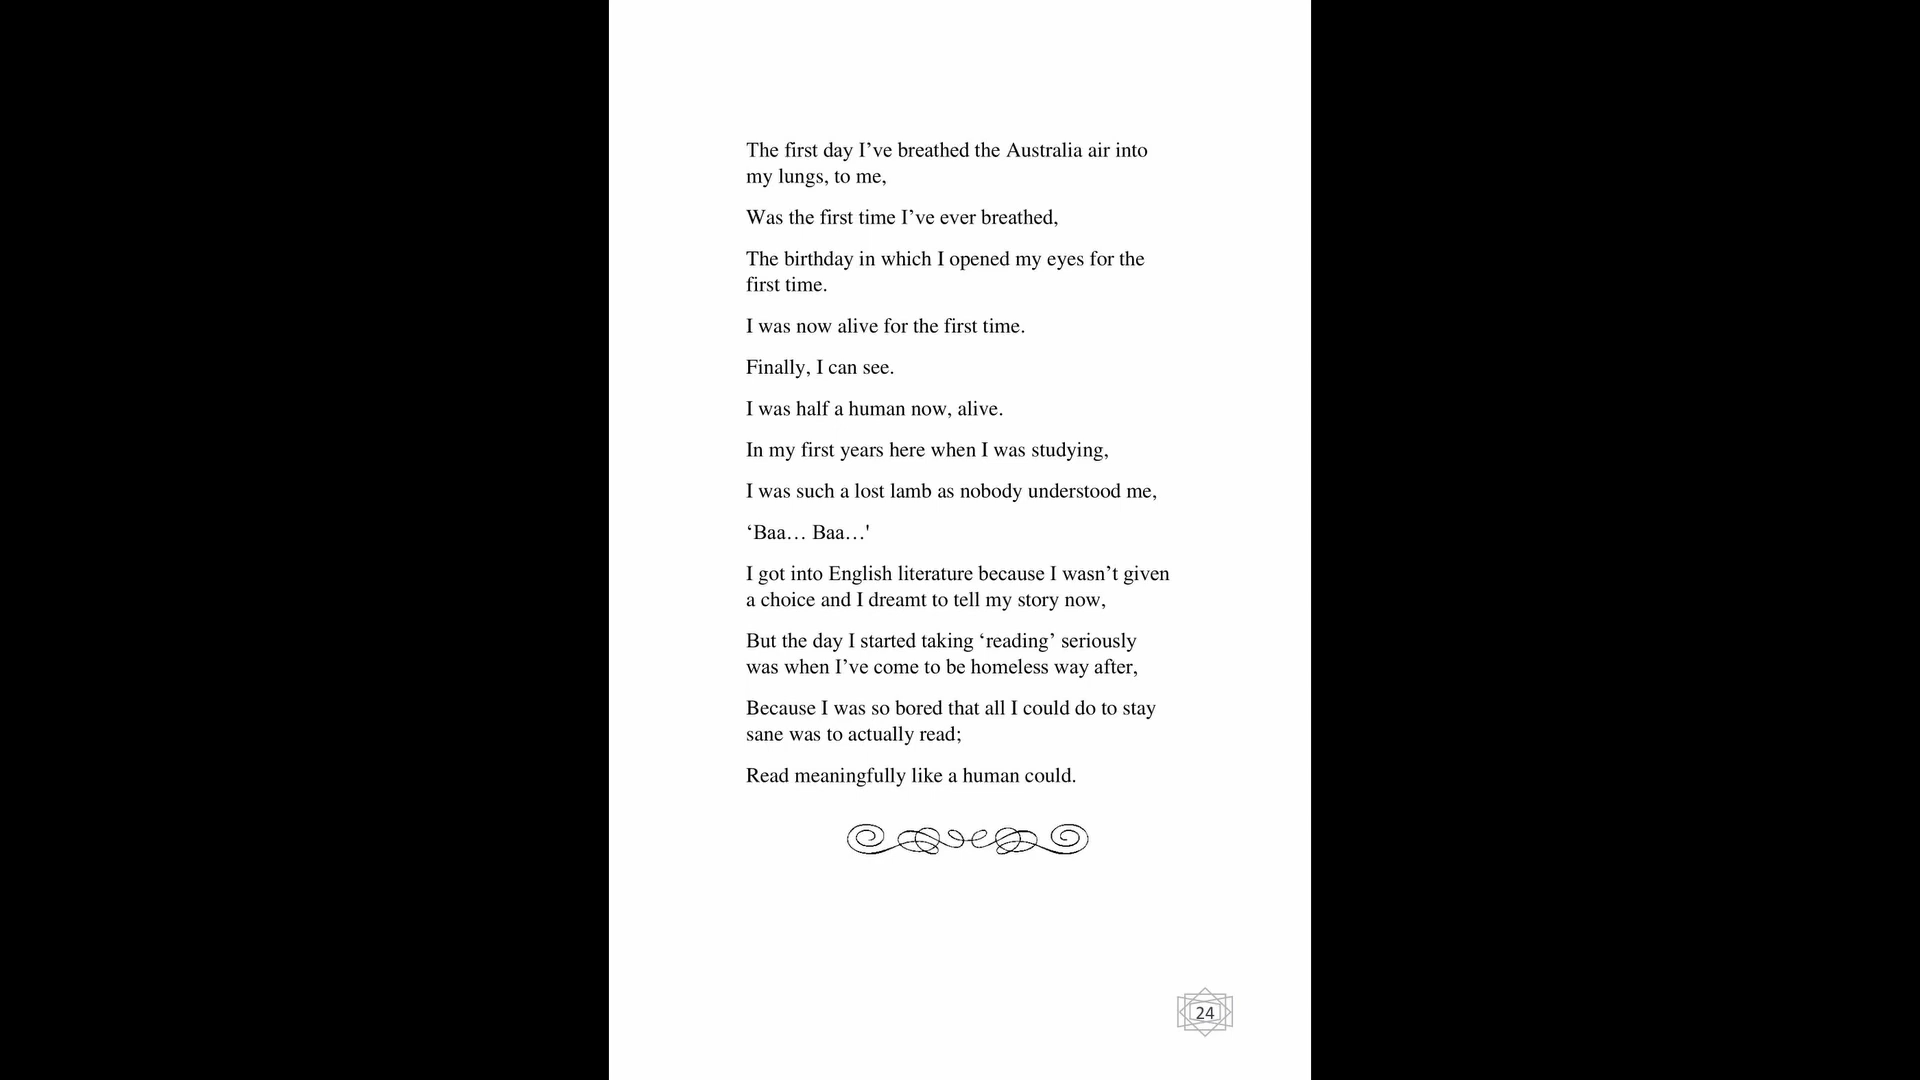 The first day I’ve breathed the Australia air into
my lungs, to me,
Was the first time I’ve ever breathed,
The birthday in which I opened my eyes for the
first time.
I was now alive for the first time.
Finally, I can see.
I was half a human now, alive.
In my first years here when I was studying,
I was such a lost lamb as nobody understood me,
‘Baa… Baa…'
I got into English literature because I wasn’t given
a choice and I dreamt to tell my story now,
But the day I started taking ‘reading’ seriously
was when I’ve come to be homeless way after,
Because I was so bored that all I could do to stay
sane was to actually read;
Read meaningfully like a human could.
24